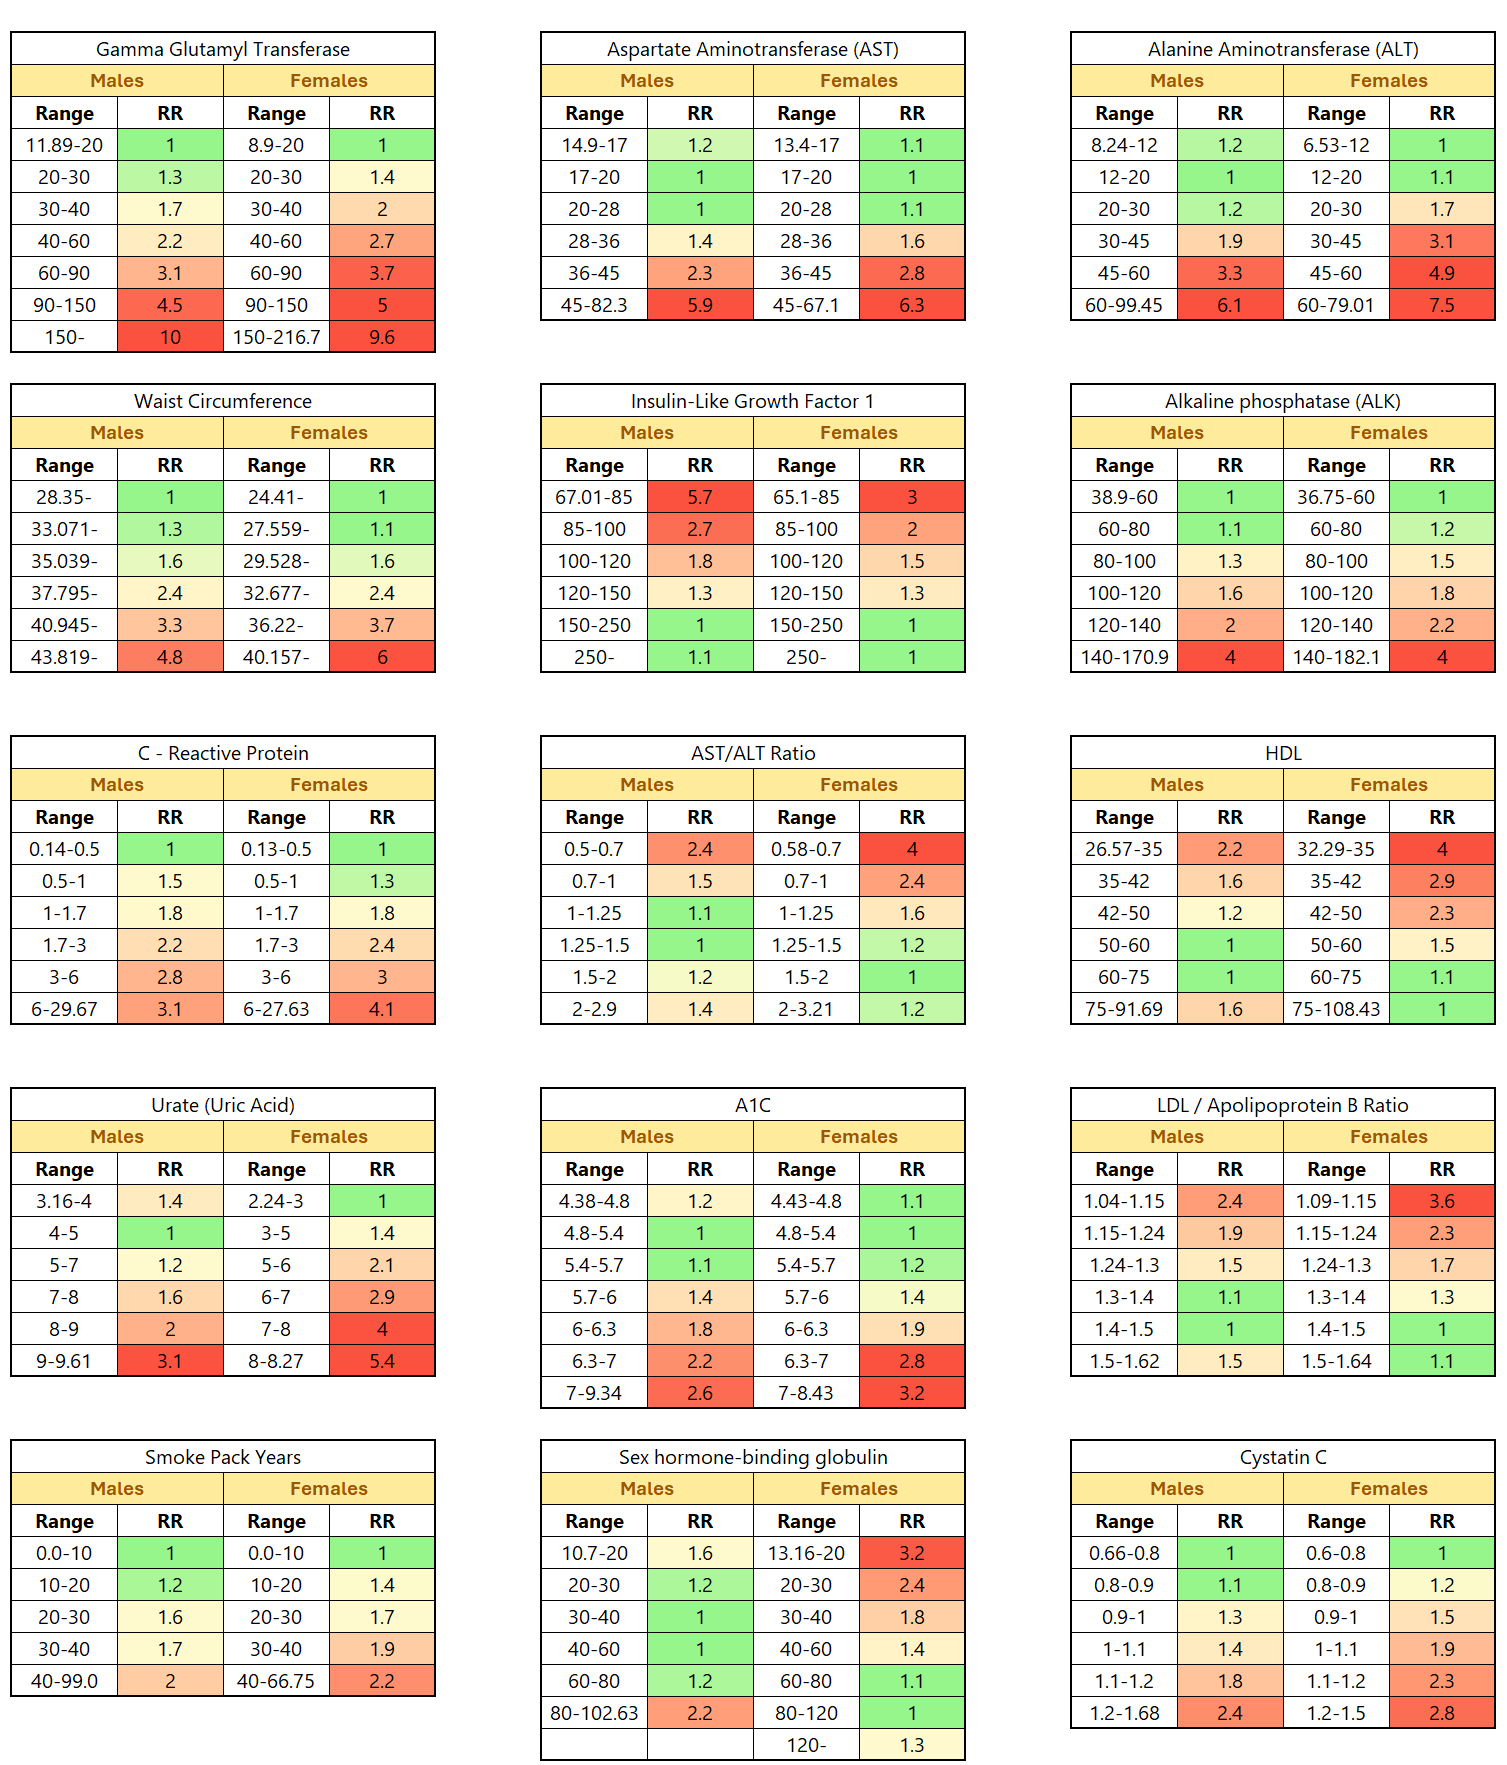 Gamma Glutamyl Transferase
Males Females
Range RR Range RR
11.89-20 1 8.9-20 1
20-30 1.3 20-30 1.4
30-40 1.7 30-40 2
40-60 2.2 40-60 2.7
60-90 3.1 60-90 3.7
90-150 4.5 90-150 5
150- 10 150-216.7 9.6
Aspartate Aminotransferase (AST)
Males Females
Range RR Range RR
14.9-17 1.2 13.4-17 1.1
17-20 1 17-20 1
20-28 1 20-28 1.1
28-36 1.4 28-36 1.6
36-45 2.3 36-45 2.8
45-82.3 5.9 45-67.1 6.3
Alanine Aminotransferase (ALT)
Males Females
Range RR Range RR
8.24-12 1.2 6.53-12 1
12-20 1 12-20 1.1
20-30 1.2 20-30 1.7
30-45 1.9 30-45 3.1
45-60 3.3 45-60 4.9
60-99.45 6.1 60-79.01 7.5
Waist Circumference
Males Females
Range RR Range RR
28.35- 1 24.41- 1
33.071- 1.3 27.559- 1.1
35.039- 1.6 29.528- 1.6
37.795- 2.4 32.677- 2.4
40.945- 3.3 36.22- 3.7
43.819- 4.8 40.157- 6
Insulin-Like Growth Factor 1
Males Females
Range RR Range RR
67.01-85 5.7 65.1-85 3
85-100 2.7 85-100 2
100-120 1.8 100-120 1.5
120-150 1.3 120-150 1.3
150-250 1 150-250 1
250- 1.1 250- 1
Alkaline phosphatase (ALK)
Males Females
Range RR Range RR
38.9-60 1 36.75-60 1
60-80 1.1 60-80 1.2
80-100 1.3 80-100 1.5
100-120 1.6 100-120 1.8
120-140 2 120-140 2.2
140-170.9 4 140-182.1 4
C - Reactive Protein
Males Females
Range RR Range RR
0.14-0.5 1 0.13-0.5 1
0.5-1 1.5 0.5-1 1.3
1-1.7 1.8 1-1.7 1.8
1.7-3 2.2 1.7-3 2.4
3-6 2.8 3-6 3
6-29.67 3.1 6-27.63 4.1
AST/ALT Ratio
Males Females
Range RR Range RR
0.5-0.7 2.4 0.58-0.7 4
0.7-1 1.5 0.7-1 2.4
1-1.25 1.1 1-1.25 1.6
1.25-1.5 1 1.25-1.5 1.2
1.5-2 1.2 1.5-2 1
2-2.9 1.4 2-3.21 1.2
HDL
Males Females
Range RR Range RR
26.57-35 2.2 32.29-35 4
35-42 1.6 35-42 2.9
42-50 1.2 42-50 2.3
50-60 1 50-60 1.5
60-75 1 60-75 1.1
75-91.69 1.6 75-108.43 1
Urate (Uric Acid)
Males Females
Range RR Range RR
3.16-4 1.4 2.24-3 1
4-5 1 3-5 1.4
5-7 1.2 5-6 2.1
7-8 1.6 6-7 2.9
8-9 2 7-8 4
9-9.61 3.1 8-8.27 5.4
A1C
Males Females
Range RR Range RR
4.38-4.8 1.2 4.43-4.8 1.1
4.8-5.4 1 4.8-5.4 1
5.4-5.7 1.1 5.4-5.7 1.2
5.7-6 1.4 5.7-6 1.4
6-6.3 1.8 6-6.3 1.9
6.3-7 2.2 6.3-7 2.8
7-9.34 2.6 7-8.43 3.2
LDL / Apolipoprotein B Ratio
Males Females
Range RR Range RR
1.04-1.15 2.4 1.09-1.15 3.6
1.15-1.24 1.9 1.15-1.24 2.3
1.24-1.3 1.5 1.24-1.3 1.7
1.3-1.4 1.1 1.3-1.4 1.3
1.4-1.5 1 1.4-1.5 1
1.5-1.62 1.5 1.5-1.64 1.1
Smoke Pack Years
Males Females
Range RR Range RR
0.0-10 1 0.0-10 1
10-20 1.2 10-20 1.4
20-30 1.6 20-30 1.7
30-40 1.7 30-40 1.9
40-99.0 2 40-66.75 2.2
Sex hormone-binding globulin
Males Females
Range RR Range RR
10.7-20 1.6 13.16-20 3.2
20-30 1.2 20-30 2.4
30-40 1 30-40 1.8
40-60 1 40-60 1.4
60-80 1.2 60-80 1.1
80-102.63 2.2 80-120 1
120- 1.3
Cystatin C
Males Females
Range RR Range RR
0.66-0.8 1 0.6-0.8 1
0.8-0.9 1.1 0.8-0.9 1.2
0.9-1 1.3 0.9-1 1.5
1-1.1 1.4 1-1.1 1.9
1.1-1.2 1.8 1.1-1.2 2.3
1.2-1.68 2.4 1.2-1.5 2.8